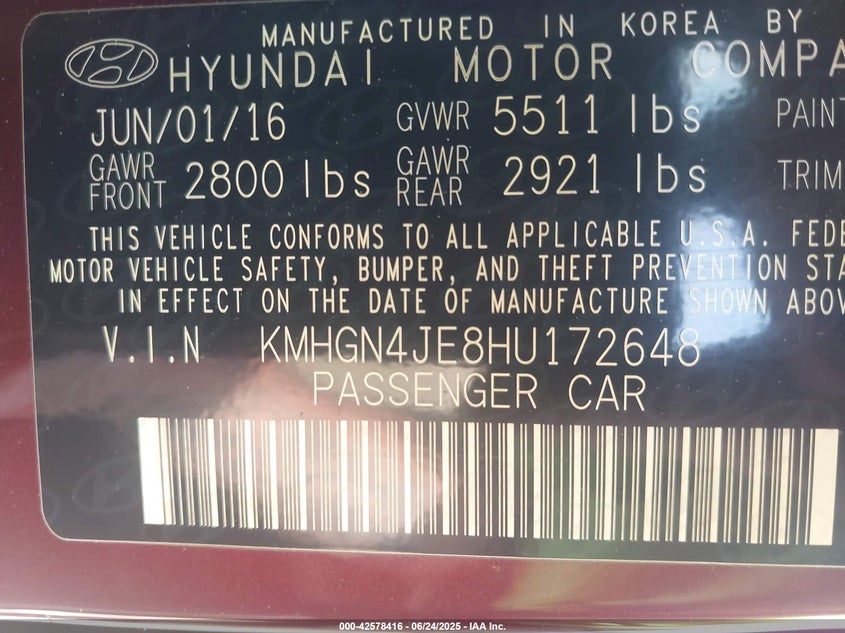 MANUFACTURED IN KOREA BY
HYUNDAI MOTOR COMPA
JUN/01/16 GVWR 5511 lbs PAINT
GAWR FRONT 2800 lbs GAWR REAR 2921 lbs TRIM
THIS VEHICLE CONFORMS TO ALL APPLICABLE U.S.A. FEDE
MOTOR VEHICLE SAFETY, BUMPER, AND THEFT PREVENTION STA
IN EFFECT ON THE DATE OF MANUFACTURE SHOWN ABOV
V.I.N KMHGN4JE8HU172648
PASSENGER CAR
000-42578416 - 06/24/2025 - IAA Inc.